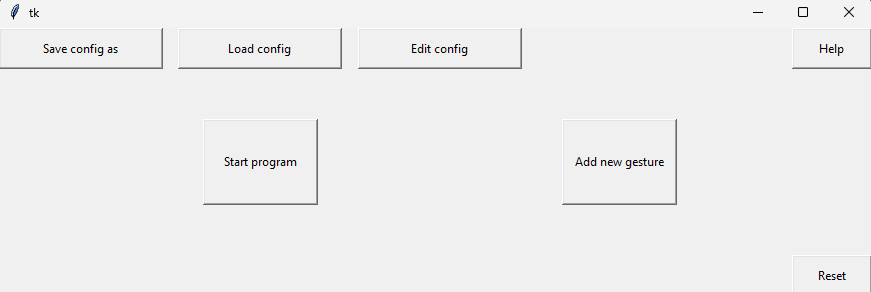 tk
Save config as
Load config
Edit config
Help
Start program
Add new gesture
Reset